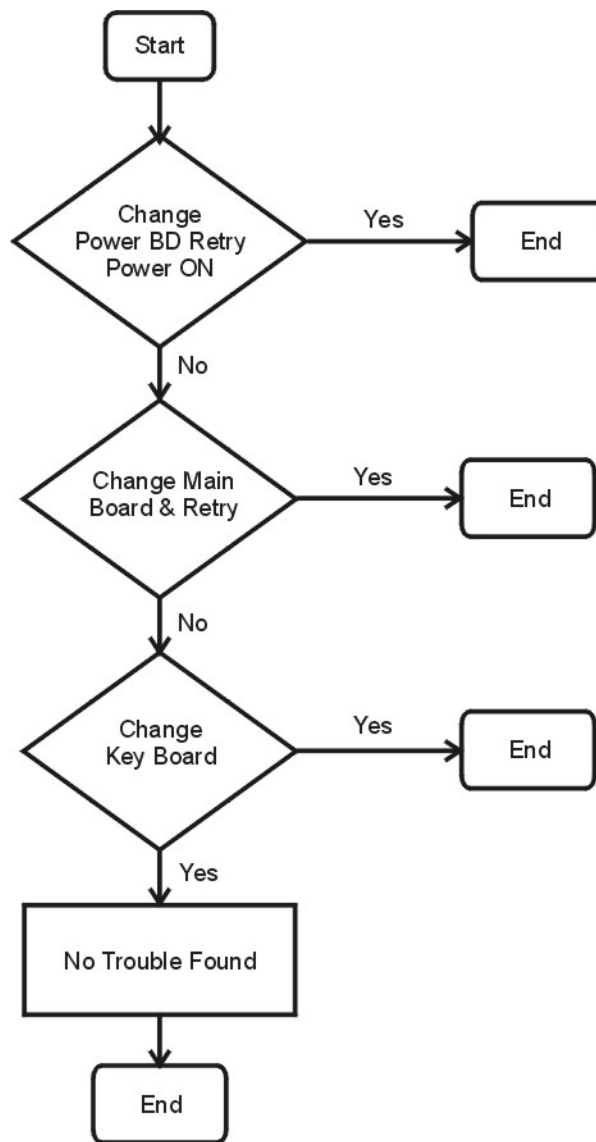 Start
Change
Power BD Retry
Power ON
Yes
End
No
Change Main
Board & Retry
Yes
End
No
Change
Key Board
Yes
End
Yes
No Trouble Found
End